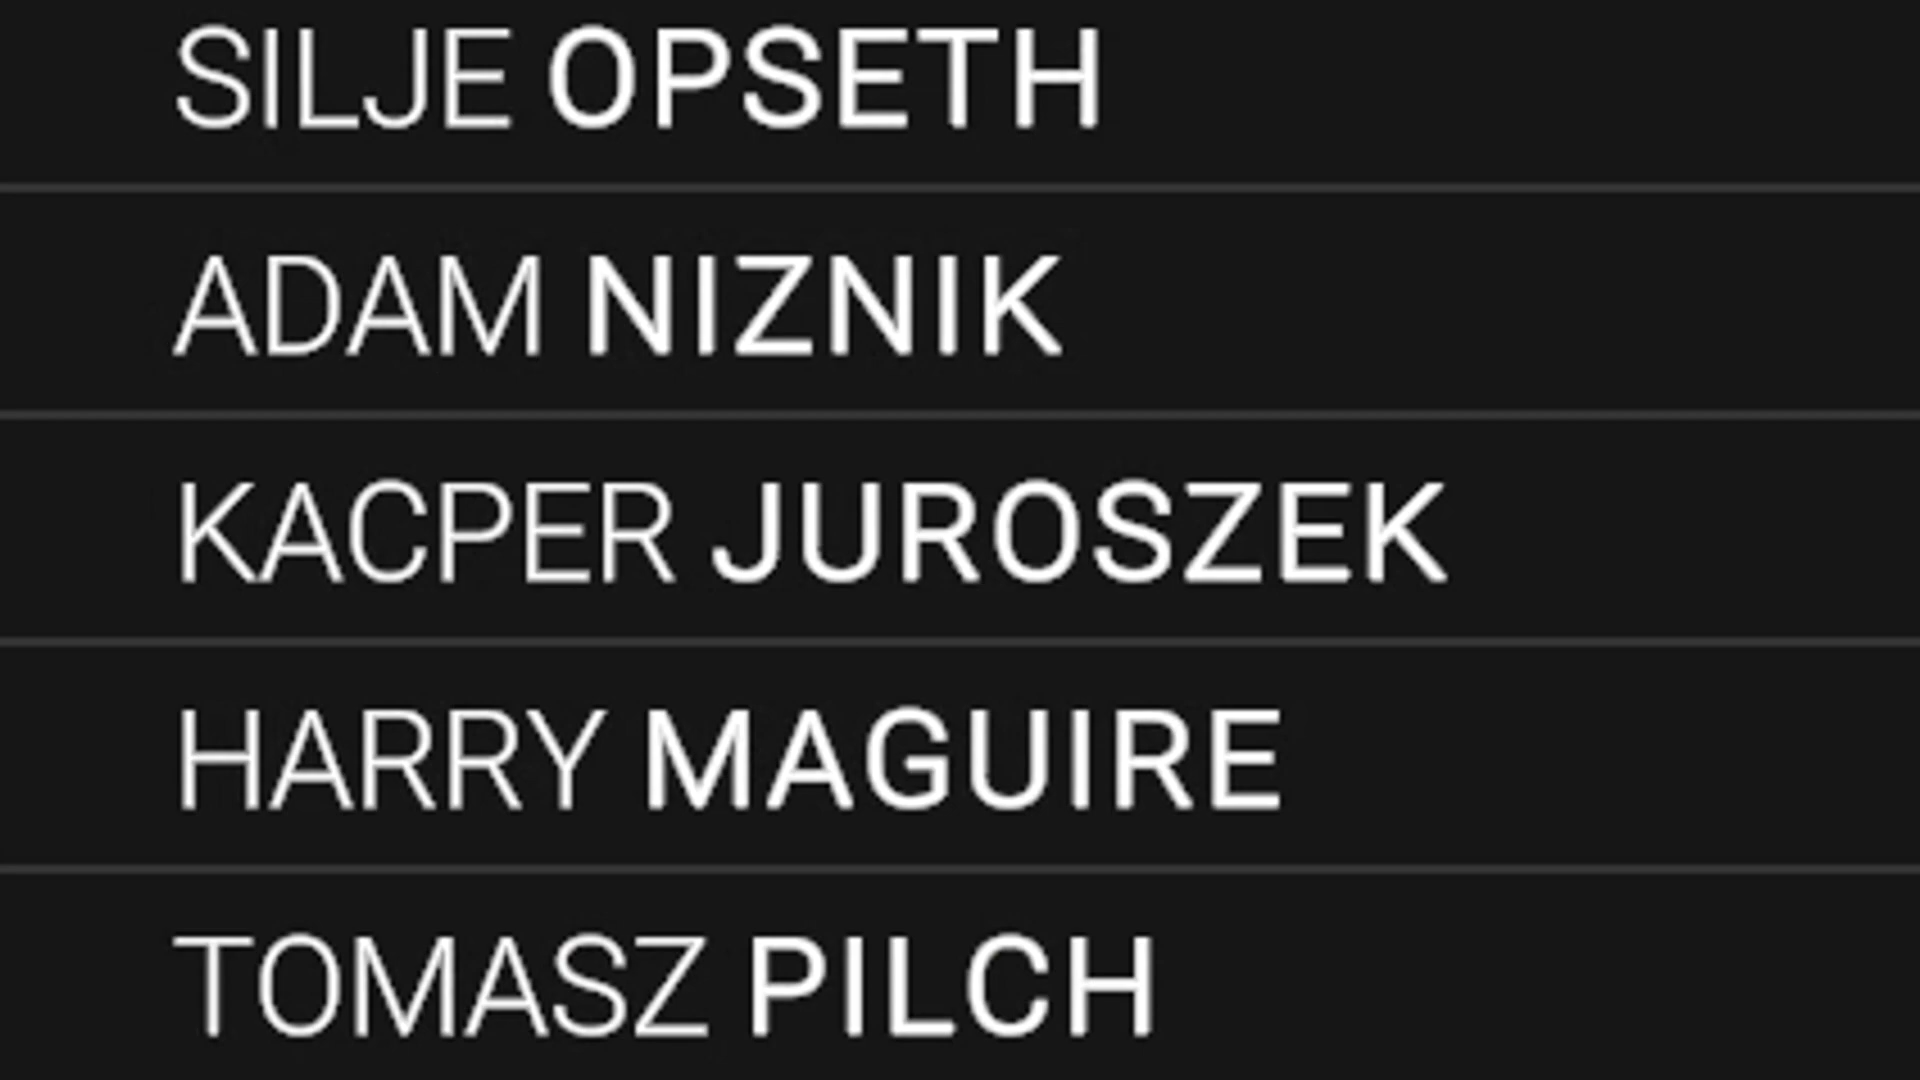 SILJE OPSETH
ADAM NIZNIK
KACPER JUROSZEK
HARRY MAGUIRE
TOMASZ PILCH